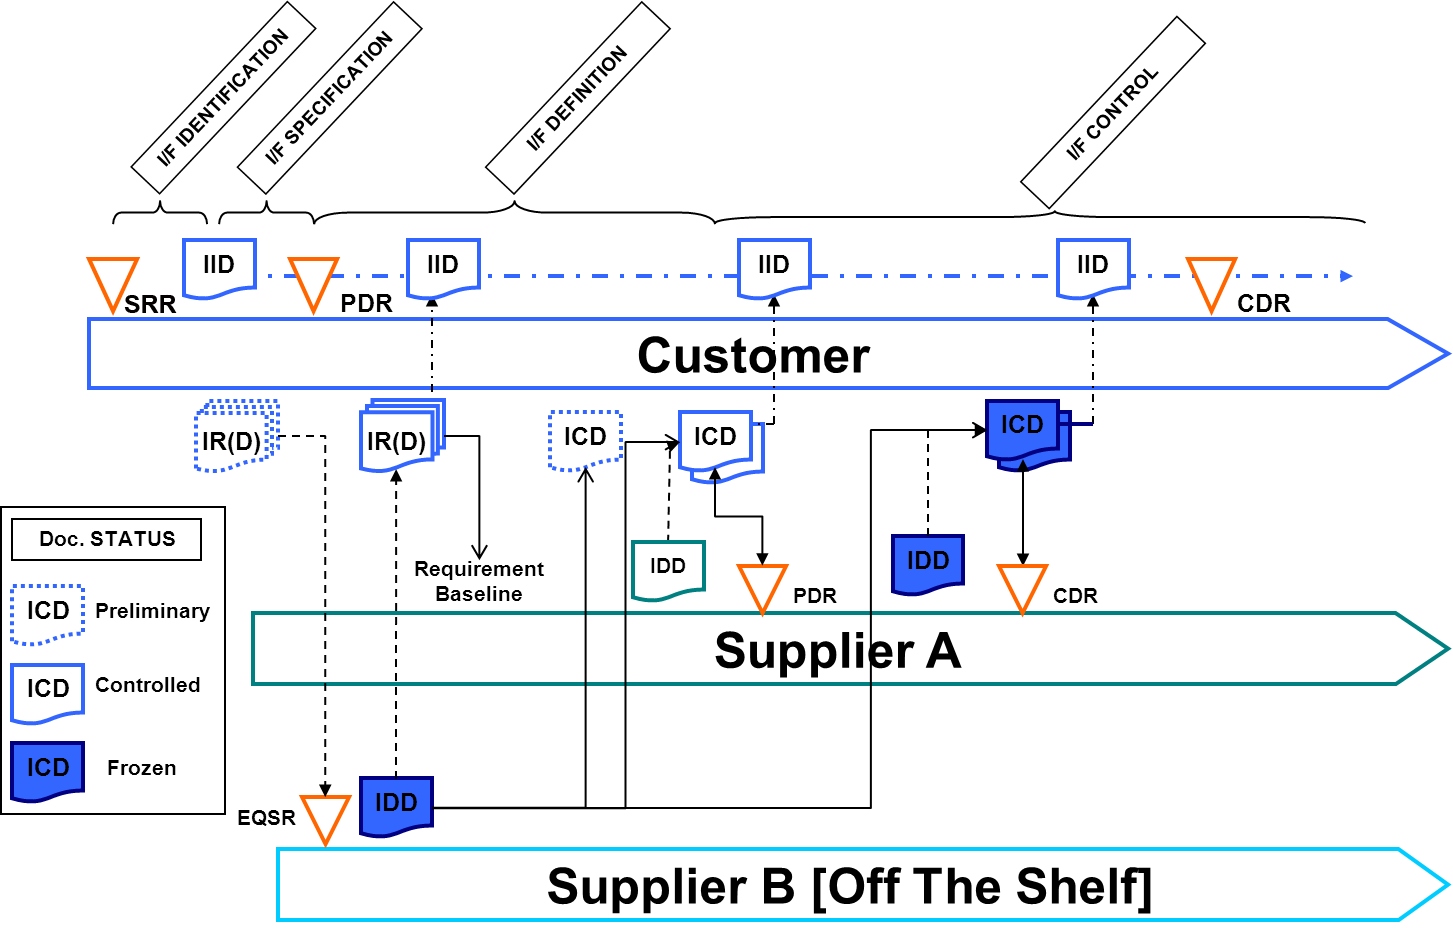 I/F IDENTIFICATION
I/F SPECIFICATION
I/F DEFINITION
I/F CONTROL
IID
IID
IID
IID
SRR
PDR
CDR
Customer
IR(D)
IR(D)
ICD
ICD
ICD
Doc. STATUS
ICD
Preliminary
ICD
Controlled
ICD
Frozen
Requirement
Baseline
IDD
PDR
IDD
CDR
Supplier A
EQSR
IDD
Supplier B [Off The Shelf]